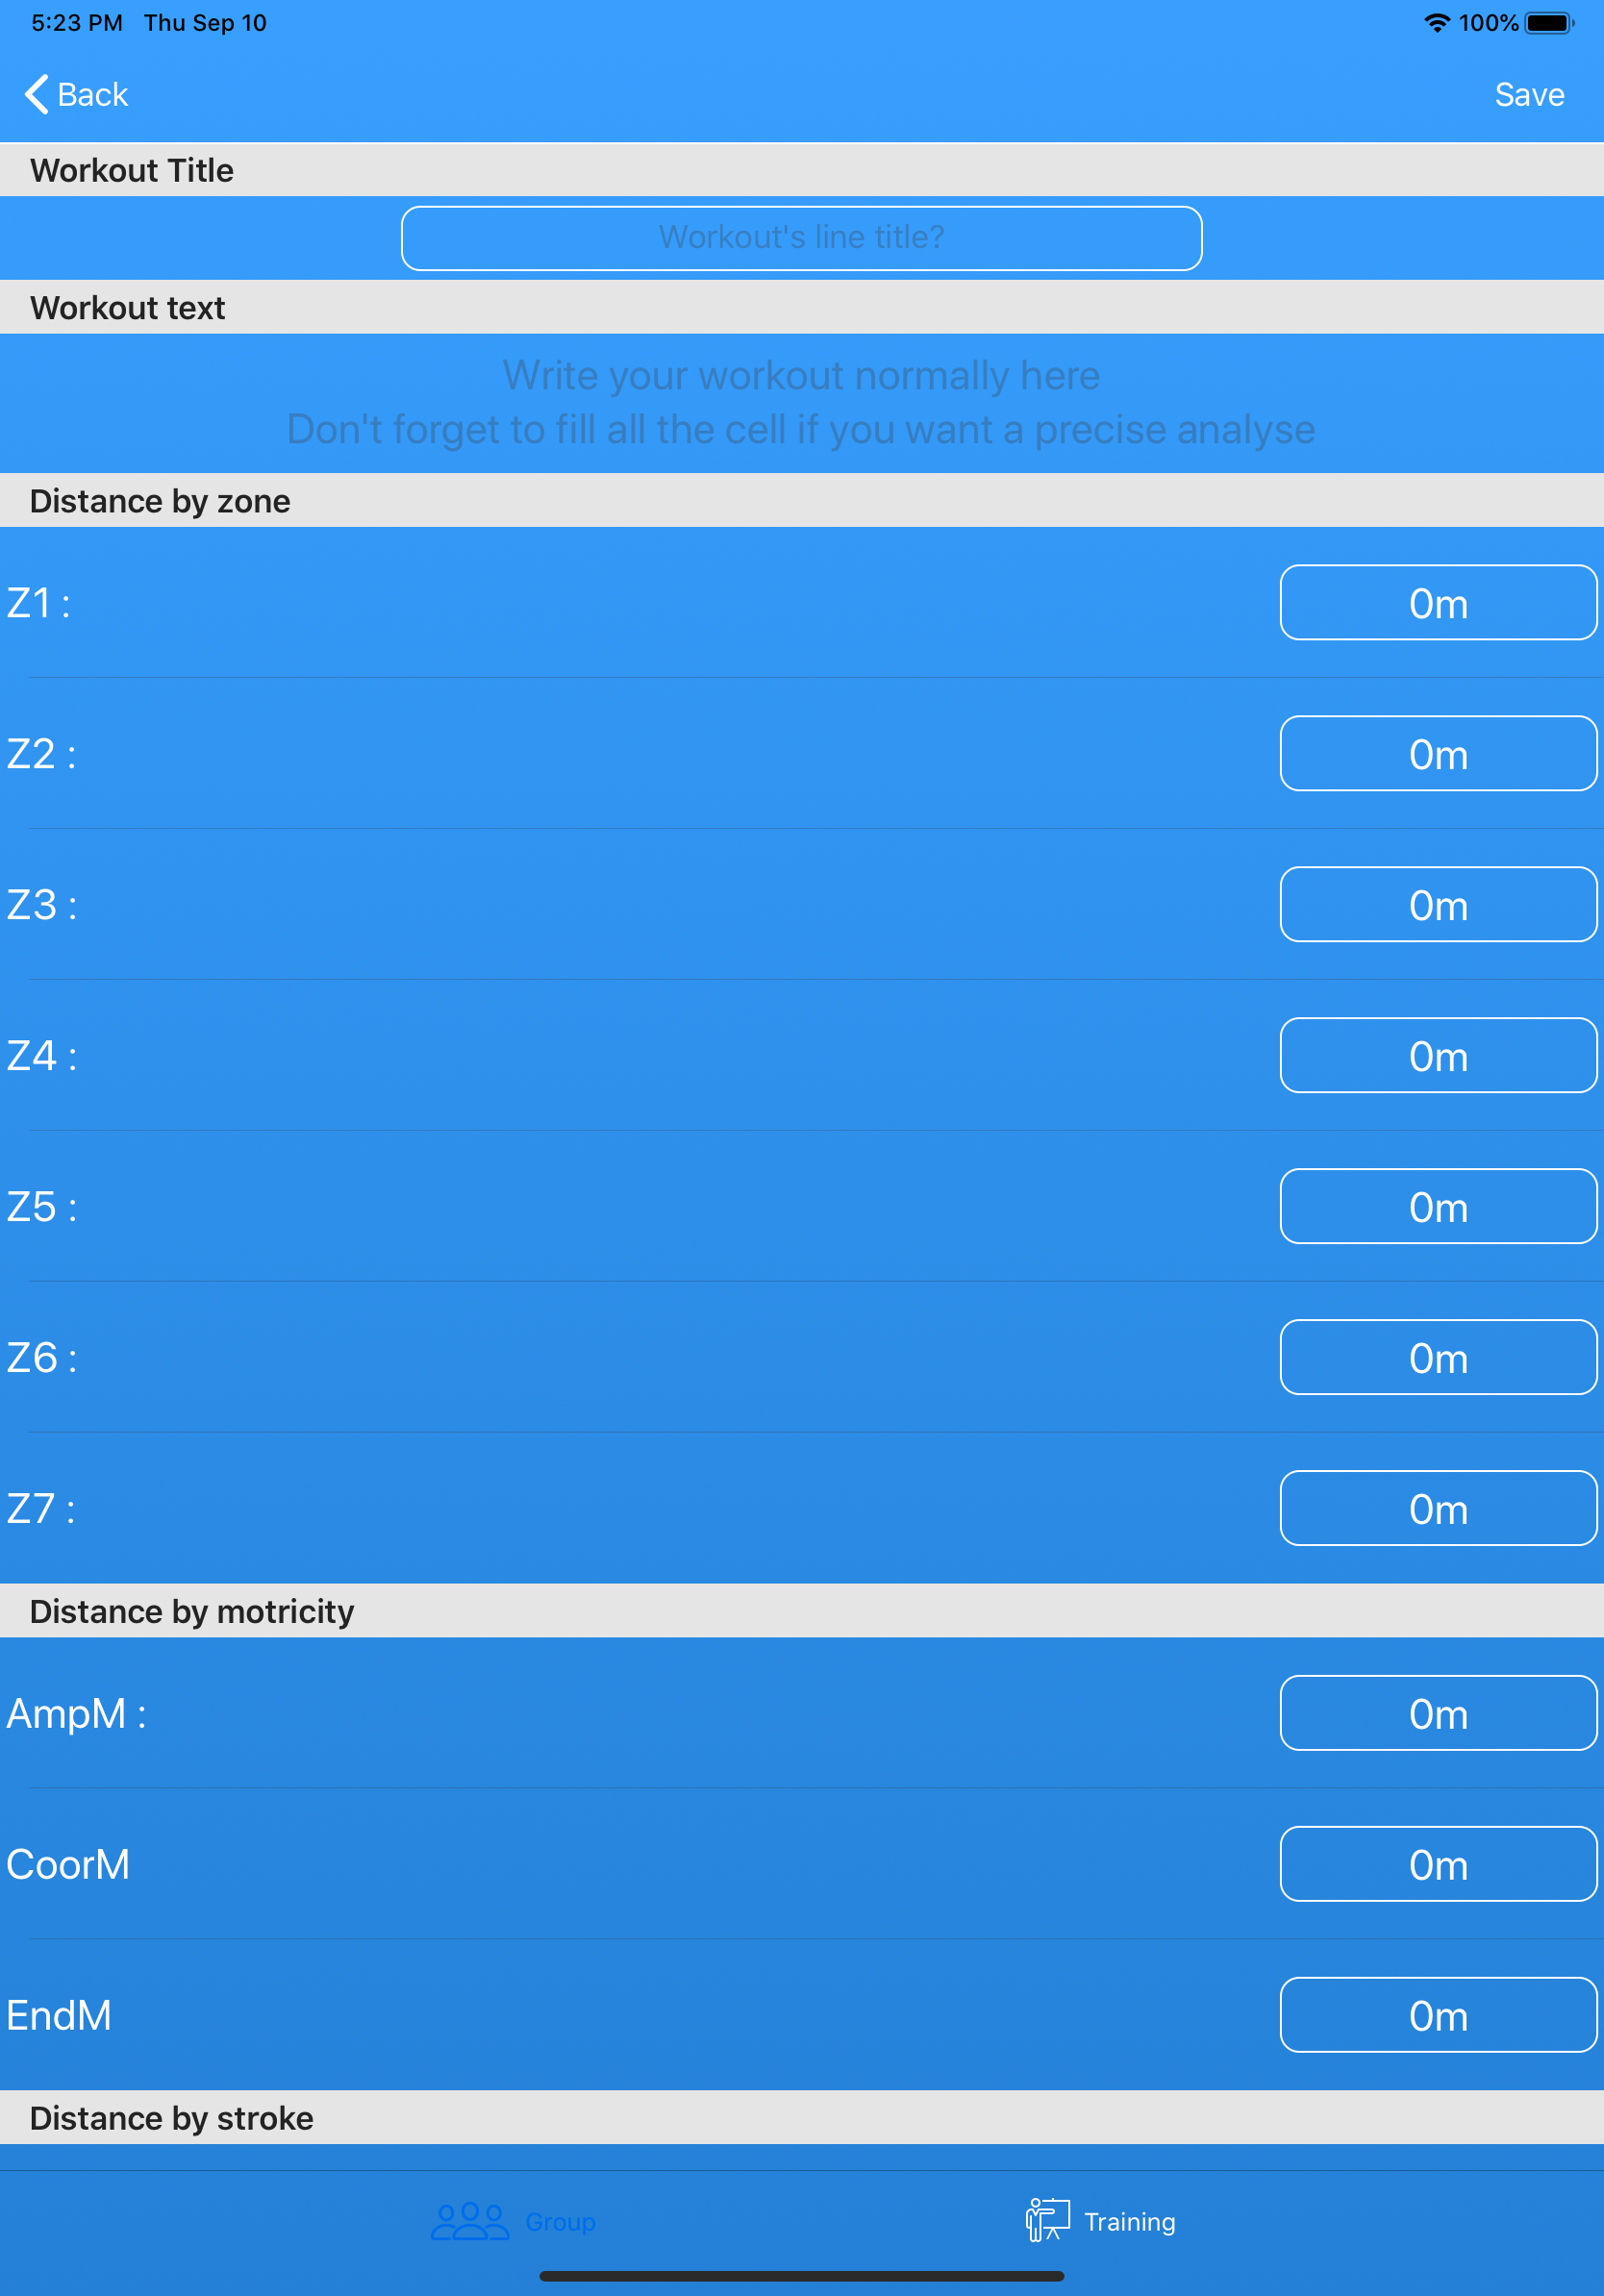 5:23 PM Thu Sep 10 100%
Back Save
Workout Title
Workout's line title?
Workout text
Write your workout normally here
Don't forget to fill all the cell if you want a precise analyse
Distance by zone
Z1 : 0m
Z2 : 0m
Z3 : 0m
Z4 : 0m
Z5 : 0m
Z6 : 0m
Z7 : 0m
Distance by motricity
AmpM : 0m
CoorM 0m
EndM 0m
Distance by stroke
Group Training